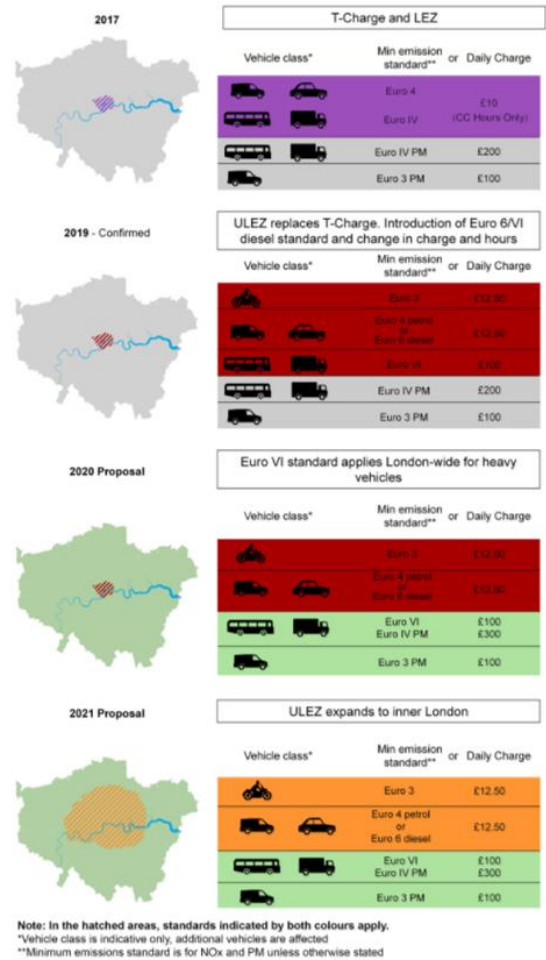 2017
T-Charge and LEZ
Vehicle class* Min emission standard** or Daily Charge
Euro 4
£10
(CC Hours Only)
Euro IV
Euro IV PM £200
Euro 3 PM £100
2019 - Confirmed
ULEZ replaces T-Charge. Introduction of Euro 6/VI
diesel standard and change in charge and hours
Vehicle class* Min emission standard** or Daily Charge
Euro 3 £12.50
Euro 4 petrol
or £12.50
Euro 6 diesel
Euro VI £100
Euro IV PM £200
Euro 3 PM £100
2020 Proposal
Euro VI standard applies London-wide for heavy
vehicles
Vehicle class* Min emission standard** or Daily Charge
Euro 3 £12.50
Euro 4 petrol
or £12.50
Euro 6 diesel
Euro VI £100
Euro IV PM £300
Euro 3 PM £100
2021 Proposal
ULEZ expands to inner London
Vehicle class* Min emission standard** or Daily Charge
Euro 3 £12.50
Euro 4 petrol
or £12.50
Euro 6 diesel
Euro VI £100
Euro IV PM £300
Euro 3 PM £100
Note: In the hatched areas, standards indicated by both colours apply.
*Vehicle class is indicative only, additional vehicles are affected
**Minimum emissions standard is for NOx and PM unless otherwise stated